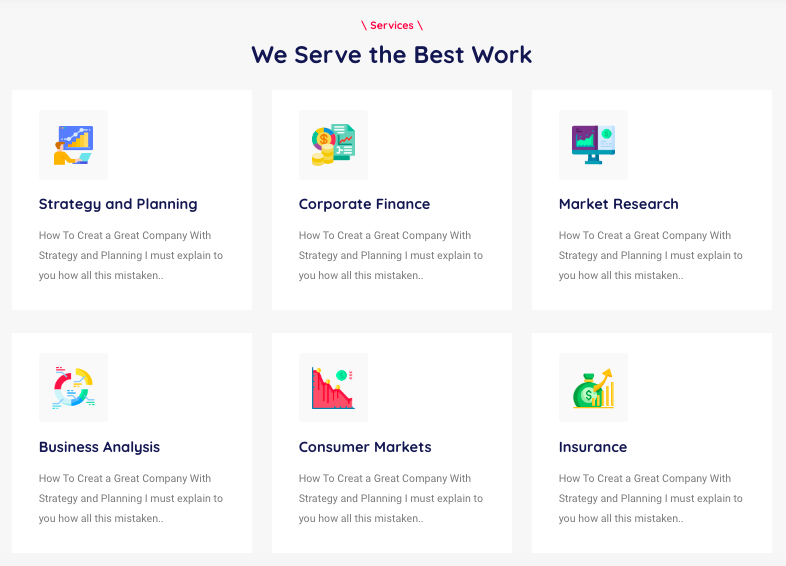 \ Services \
We Serve the Best Work
Strategy and Planning
How To Creat a Great Company With
Strategy and Planning I must explain to
you how all this mistaken..
Corporate Finance
How To Creat a Great Company With
Strategy and Planning I must explain to
you how all this mistaken..
Market Research
How To Creat a Great Company With
Strategy and Planning I must explain to
you how all this mistaken..
Business Analysis
How To Creat a Great Company With
Strategy and Planning I must explain to
you how all this mistaken..
Consumer Markets
How To Creat a Great Company With
Strategy and Planning I must explain to
you how all this mistaken..
Insurance
How To Creat a Great Company With
Strategy and Planning I must explain to
you how all this mistaken..